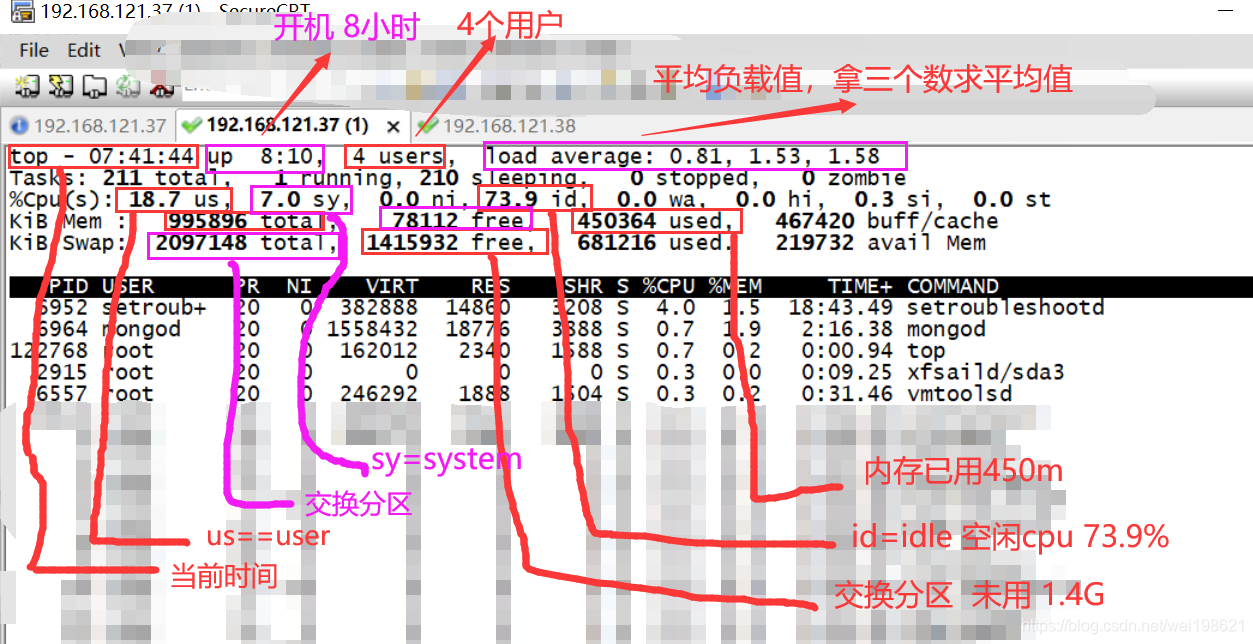 192.168.121.37 (1) - SecureCRT
开机 8小时
4个用户
File Edit
平均负载值，拿三个数求平均值
192.168.121.37
192.168.121.37 (1)
192.168.121.38
top - 07:41:44 up 8:10, 4 users, load average: 0.81, 1.53, 1.58
Tasks: 211 total, 1 running, 210 sleeping, 0 stopped, 0 zombie
%Cpu(s): 18.7 us, 7.0 sy, 0.0 ni, 73.9 id, 0.0 wa, 0.0 hi, 0.3 si, 0.0 st
KiB Mem : 995896 total, 78112 free, 450364 used, 467420 buff/cache
KiB Swap: 2097148 total, 1415932 free, 681216 used. 219732 avail Mem
PID USER PR NI VIRT RES SHR S %CPU %MEM TIME+ COMMAND
6952 setroub+ 20 0 382888 14860 3208 S 4.0 1.5 18:43.49 setroubleshootd
6964 mongod 20 0 1558432 18776 3888 S 0.7 1.9 2:16.38 mongod
122768 root 20 0 162012 2340 1588 S 0.7 0.2 0:00.94 top
2915 root 20 0 0 0 0 S 0.3 0.0 0:09.25 xfsaild/sda3
6557 root 20 0 246292 1888 1504 S 0.3 0.2 0:31.46 vmtoolsd
sy=system
内存已用450m
交换分区
us==user
id=idle 空闲cpu 73.9%
当前时间
交换分区 未用 1.4G
https://blog.csdn.net/wei198621